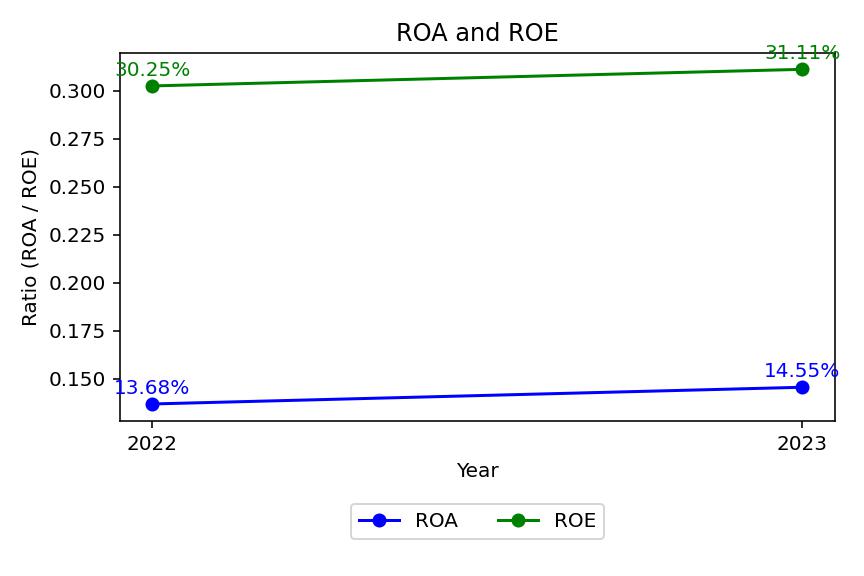 ROA and ROE
31.11%
30.25%
0.300
0.275
0.250
0.225
0.200
0.175
0.150
Ratio (ROA / ROE)
14.55%
13.68%
2022
2023
Year
ROA
ROE